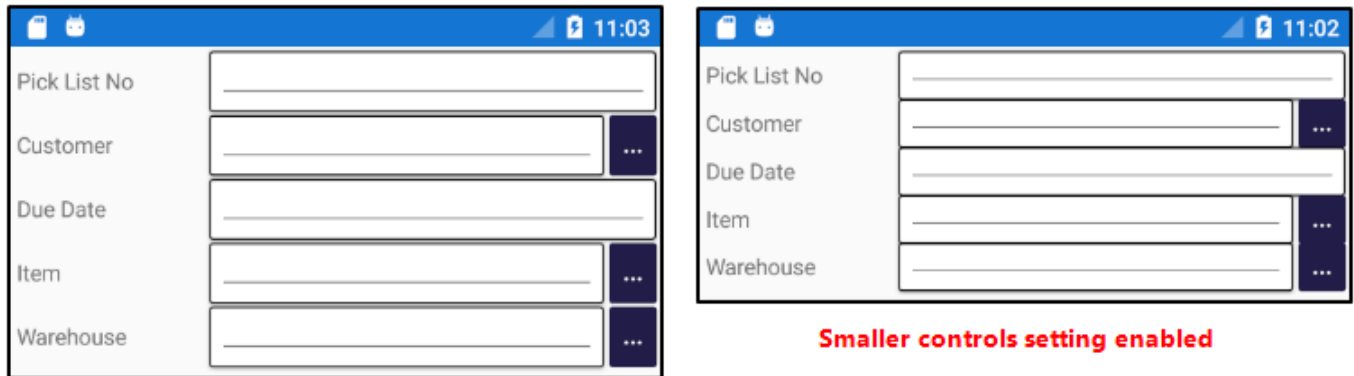 11:03
Pick List No
Customer
...
Due Date
Item
...
Warehouse
...
11:02
Pick List No
Customer
...
Due Date
Item
...
Warehouse
...
Smaller controls setting enabled